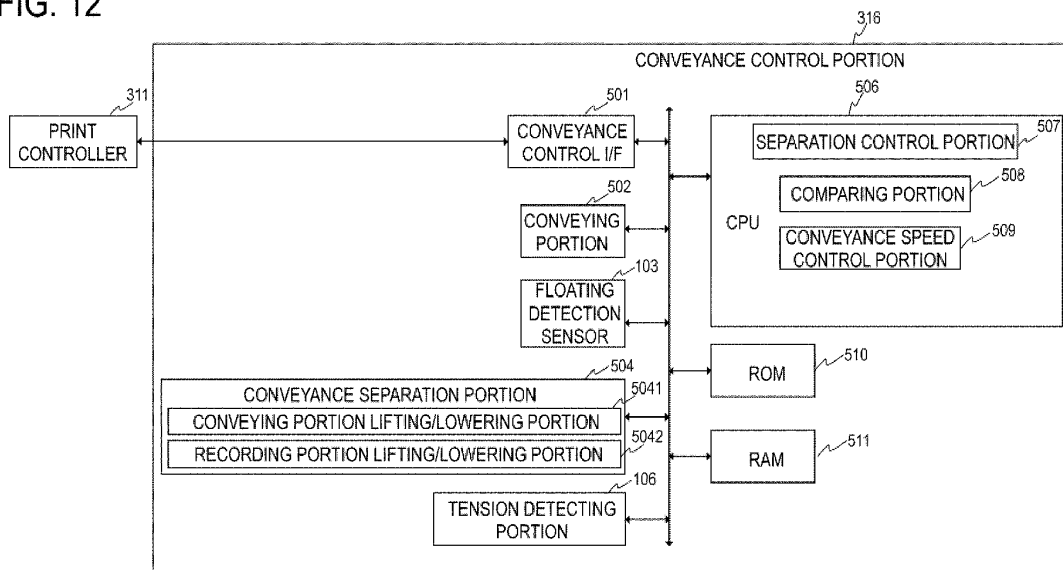 FIG. 12
316
CONVEYANCE CONTROL PORTION
311
PRINT
CONTROLLER
501
CONVEYANCE
CONTROL I/F
502
CONVEYING
PORTION
103
FLOATING
DETECTION
SENSOR
504
CONVEYANCE SEPARATION PORTION
5041
CONVEYING PORTION LIFTING/LOWERING PORTION
5042
RECORDING PORTION LIFTING/LOWERING PORTION
106
TENSION DETECTING
PORTION
506
CPU
SEPARATION CONTROL PORTION
507
COMPARING PORTION
508
CONVEYANCE SPEED
CONTROL PORTION
509
ROM
510
RAM
511